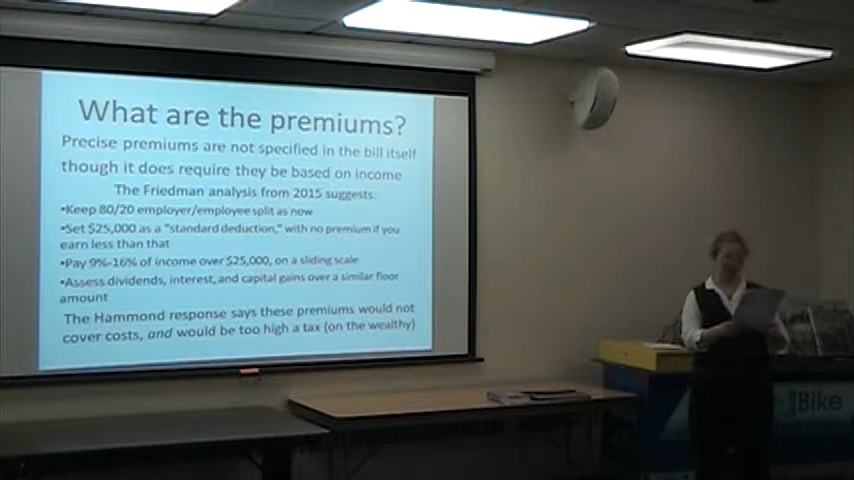 What are the premiums?
Precise premiums are not specified in the bill itself
though it does require they be based on income
The Friedman analysis from 2015 suggests:
•Keep 80/20 employer/employee split as now
•Set $25,000 as a "standard deduction," with no premium if you
earn less than that
•Pay 9%-16% of income over $25,000, on a sliding scale
•Assess dividends, interest, and capital gains over a similar floor
amount
The Hammond response says these premiums would not
cover costs, and would be too high a tax (on the wealthy)
Bike